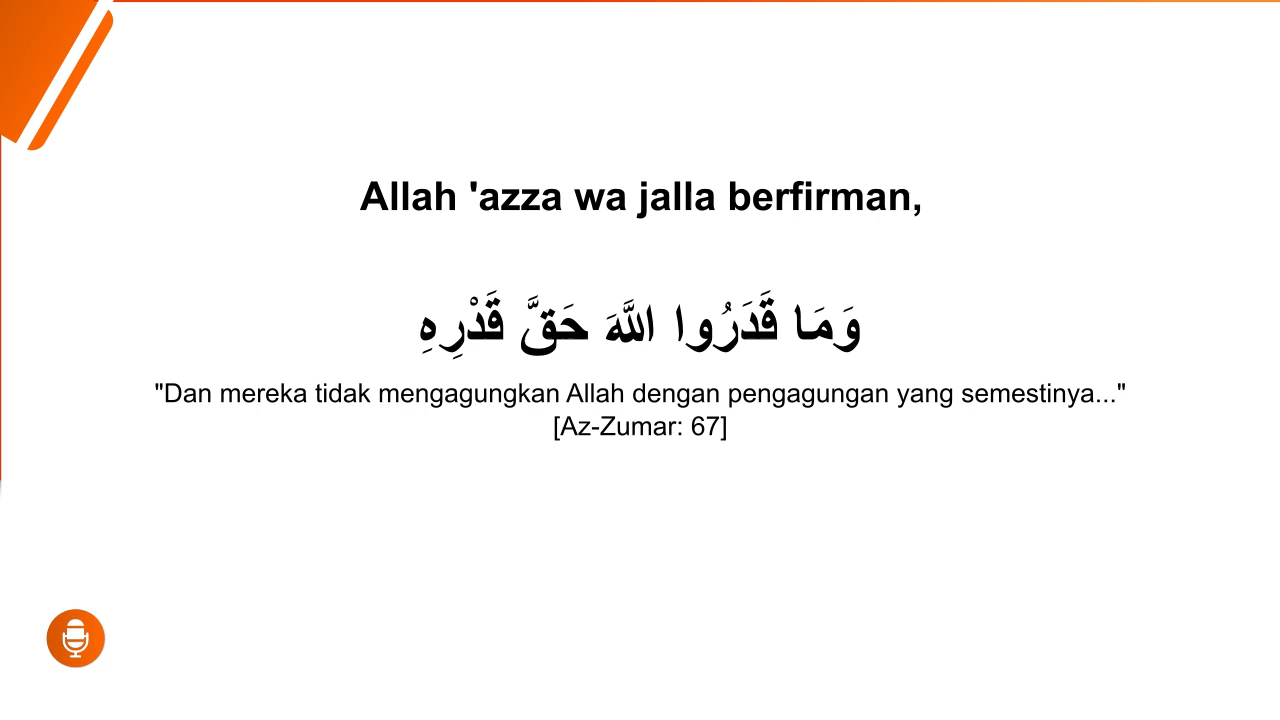 Allah 'azza wa jalla berfirman,
وَمَا قَدَرُوا اللَّهَ حَقَّ قَدْرِهِ
"Dan mereka tidak mengagungkan Allah dengan pengagungan yang semestinya..."
[Az-Zumar: 67]